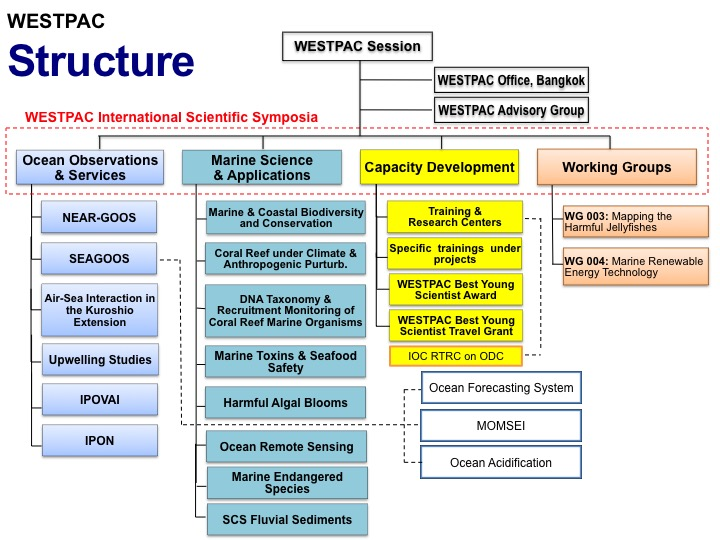 WESTPAC
Structure
WESTPAC Session
WESTPAC Office, Bangkok
WESTPAC Advisory Group
WESTPAC International Scientific Symposia
Ocean Observations
& Services
Marine Science
& Applications
Capacity Development
Working Groups
NEAR-GOOS
SEAGOOS
Air-Sea Interaction in
the Kuroshio
Extension
Upwelling Studies
IPOVAI
IPON
Marine & Coastal Biodiversity
and Conservation
Coral Reef under Climate &
Anthropogenic Purturb.
DNA Taxonomy &
Recruitment Monitoring of
Coral Reef Marine Organisms
Marine Toxins & Seafood
Safety
Harmful Algal Blooms
Ocean Remote Sensing
Marine Endangered
Species
SCS Fluvial Sediments
Training &
Research Centers
Specific trainings under
projects
WESTPAC Best Young
Scientist Award
WESTPAC Best Young
Scientist Travel Grant
IOC RTRC on ODC
WG 003: Mapping the
Harmful Jellyfishes
WG 004: Marine Renewable
Energy Technology
Ocean Forecasting System
MOMSEI
Ocean Acidification